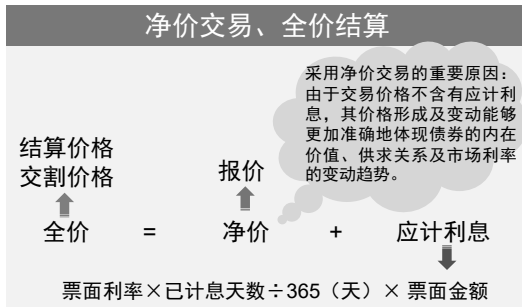 净价交易、全价结算
采用净价交易的重要原因：
由于交易价格不含有应计利
息，其价格形成及变动能够
更加准确地体现债券的内在
价值、供求关系及市场利率
的变动趋势。
结算价格
交割价格
报价
全价 = 净价 + 应计利息
票面利率×已计息天数÷365（天）× 票面金额